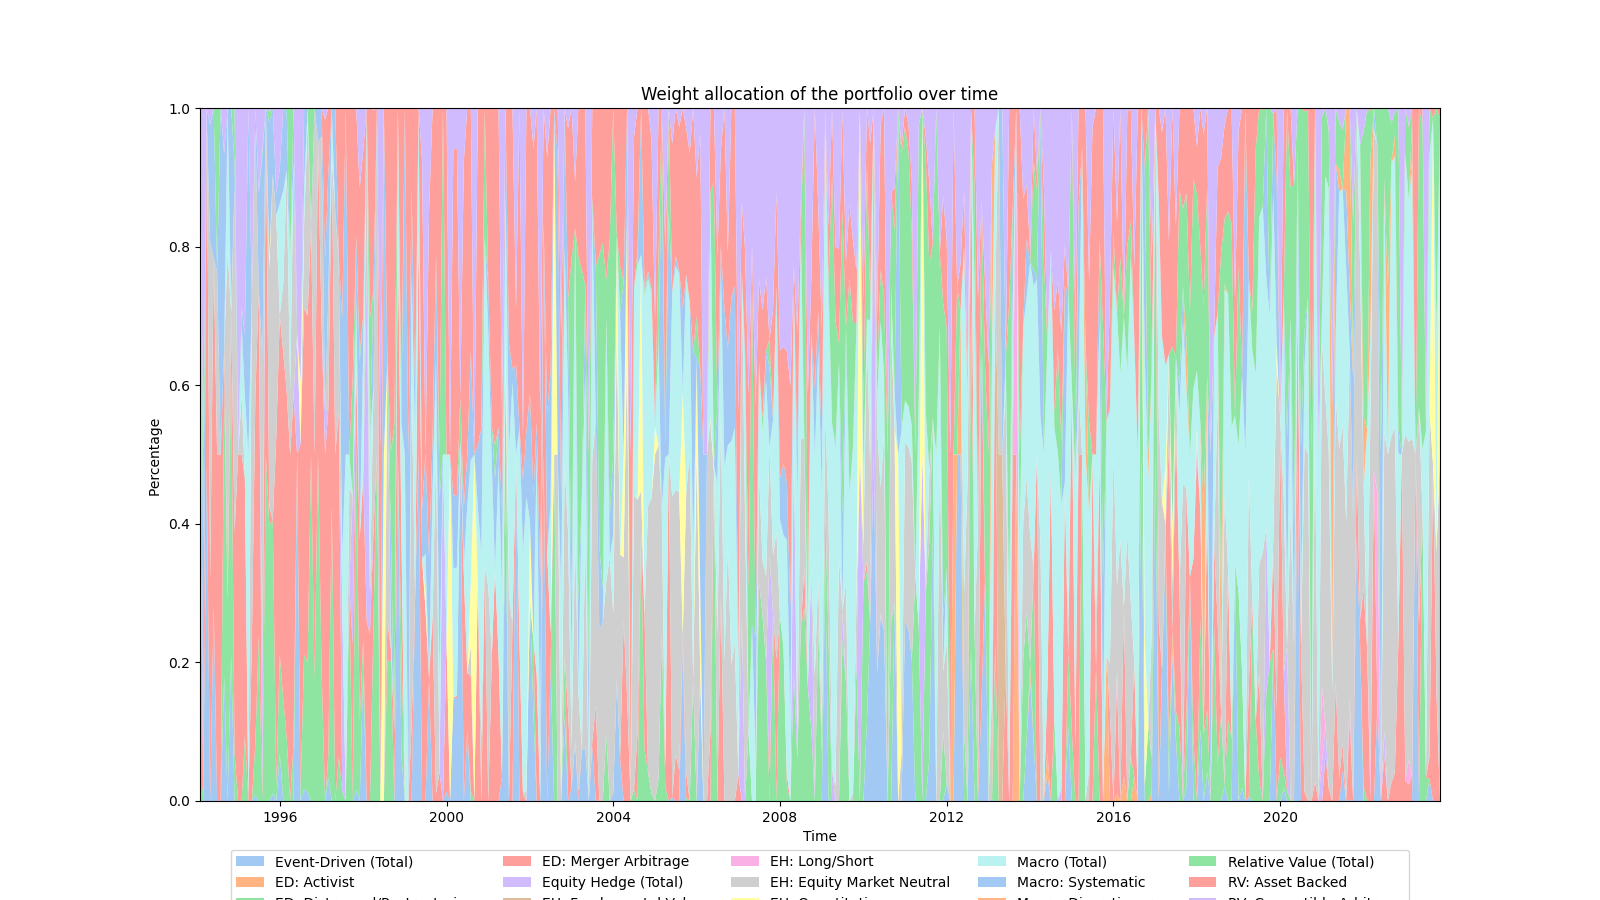 Weight allocation of the portfolio over time
1.0
0.8
0.6
0.4
0.2
0.0
Percentage
1996 2000 2004 2008 2012 2016 2020
Time
Event-Driven (Total) ED: Merger Arbitrage EH: Long/Short Macro (Total) Relative Value (Total)
ED: Activist Equity Hedge (Total) EH: Equity Market Neutral Macro: Systematic RV: Asset Backed